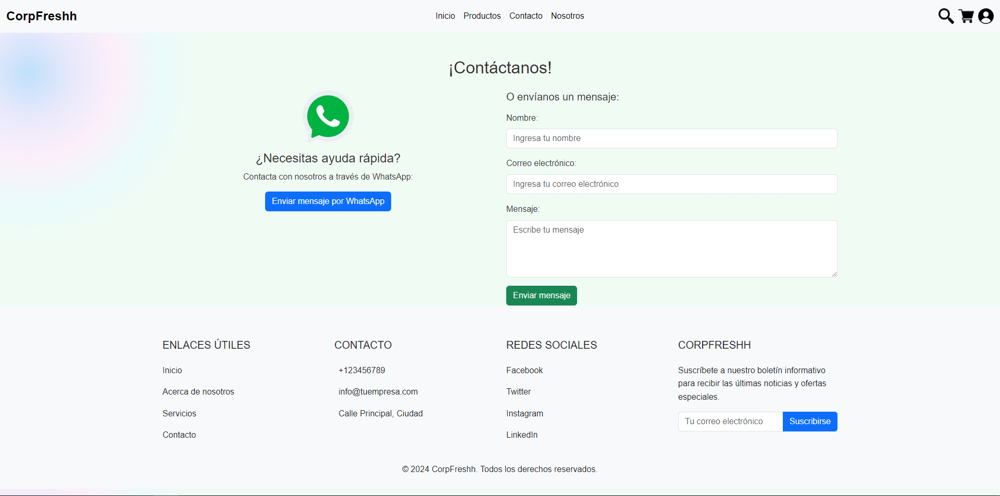 CorpFreshh
Inicio Productos Contacto Nosotros
¡Contáctanos!
¿Necesitas ayuda rápida?
Contacta con nosotros a través de WhatsApp:
Enviar mensaje por WhatsApp
O envíanos un mensaje:
Nombre:
Ingresa tu nombre
Correo electrónico:
Ingresa tu correo electrónico
Mensaje:
Escribe tu mensaje
Enviar mensaje
ENLACES ÚTILES
Inicio
Acerca de nosotros
Servicios
Contacto
CONTACTO
+123456789
info@tuempresa.com
Calle Principal, Ciudad
REDES SOCIALES
Facebook
Twitter
Instagram
LinkedIn
CORPFRESHH
Suscríbete a nuestro boletín informativo
para recibir las últimas noticias y ofertas
especiales.
Tu correo electrónico
Suscribirse
© 2024 CorpFreshh. Todos los derechos reservados.